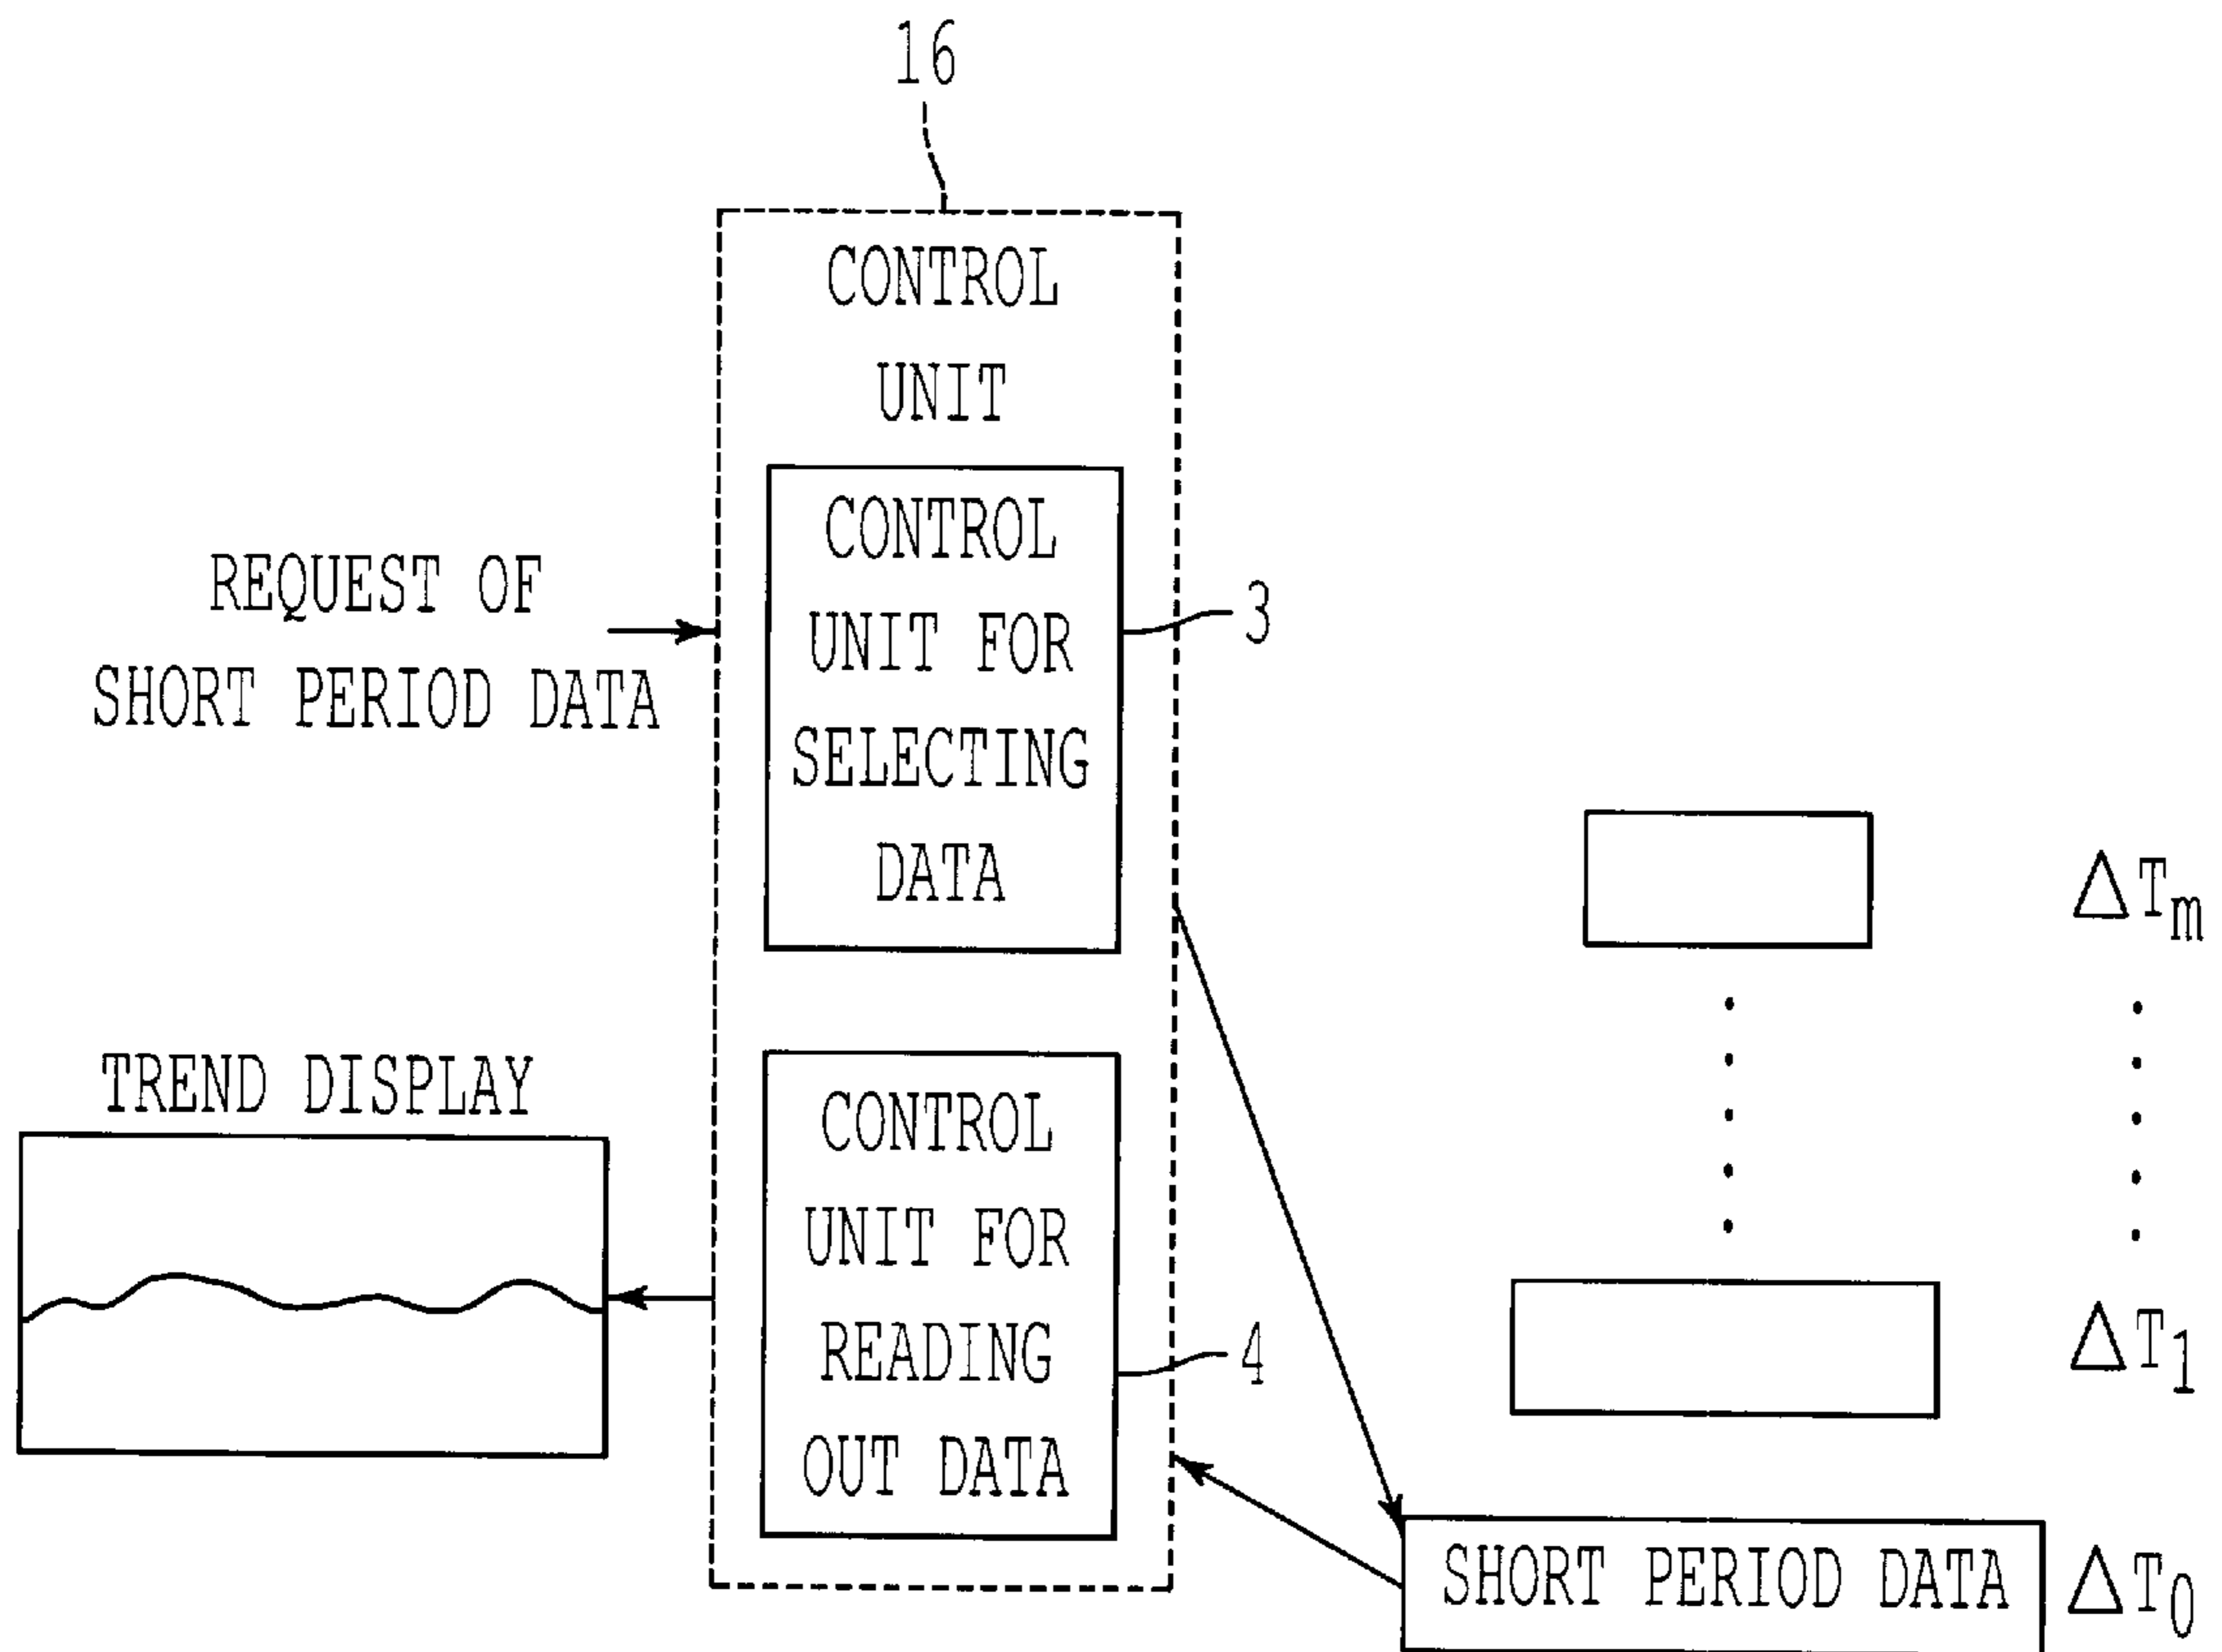 16
CONTROL
UNIT
CONTROL
UNIT FOR
SELECTING
DATA
3
REQUEST OF
SHORT PERIOD DATA
ΔTm
TREND DISPLAY
CONTROL
UNIT FOR
READING
OUT DATA
4
ΔT1
SHORT PERIOD DATA
ΔT0